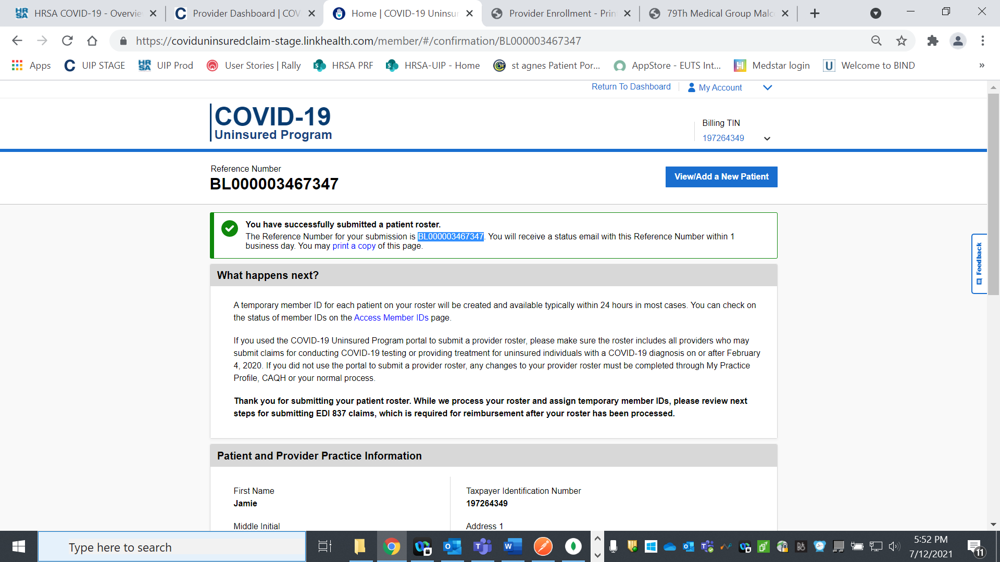 HRSA COVID-19 - Overvie
Provider Dashboard | COV
Home | COVID-19 Uninsur
Provider Enrollment - Prin
79Th Medical Group Malc
https://coviduninsuredclaim-stage.linkhealth.com/member/#/confirmation/BL000003467347
Apps
UIP STAGE
HR SA UIP Prod
User Stories | Rally
HRSA PRF
HRSA-UIP - Home
st agnes Patient Por...
AppStore - EUTS Int...
Medstar login
Welcome to BIND
»
Return To Dashboard
My Account
COVID-19
Uninsured Program
Billing TIN
197264349
Reference Number
BL000003467347
View/Add a New Patient
You have successfully submitted a patient roster.
The Reference Number for your submission is BL000003467347. You will receive a status email with this Reference Number within 1
business day. You may print a copy of this page.
Feedback
What happens next?
A temporary member ID for each patient on your roster will be created and available typically within 24 hours in most cases. You can check on
the status of member IDs on the Access Member IDs page.
If you used the COVID-19 Uninsured Program portal to submit a provider roster, please make sure the roster includes all providers who may
submit claims for conducting COVID-19 testing or providing treatment for uninsured individuals with a COVID-19 diagnosis on or after February
4, 2020. If you did not use the portal to submit a provider roster, any changes to your provider roster must be completed through My Practice
Profile, CAQH or your normal process.
Thank you for submitting your patient roster. While we process your roster and assign temporary member IDs, please review next
steps for submitting EDI 837 claims, which is required for reimbursement after your roster has been processed.
Patient and Provider Practice Information
First Name
Jamie
Middle Initial
Taxpayer Identification Number
197264349
Address 1
Type here to search
5:52 PM
7/12/2021
11